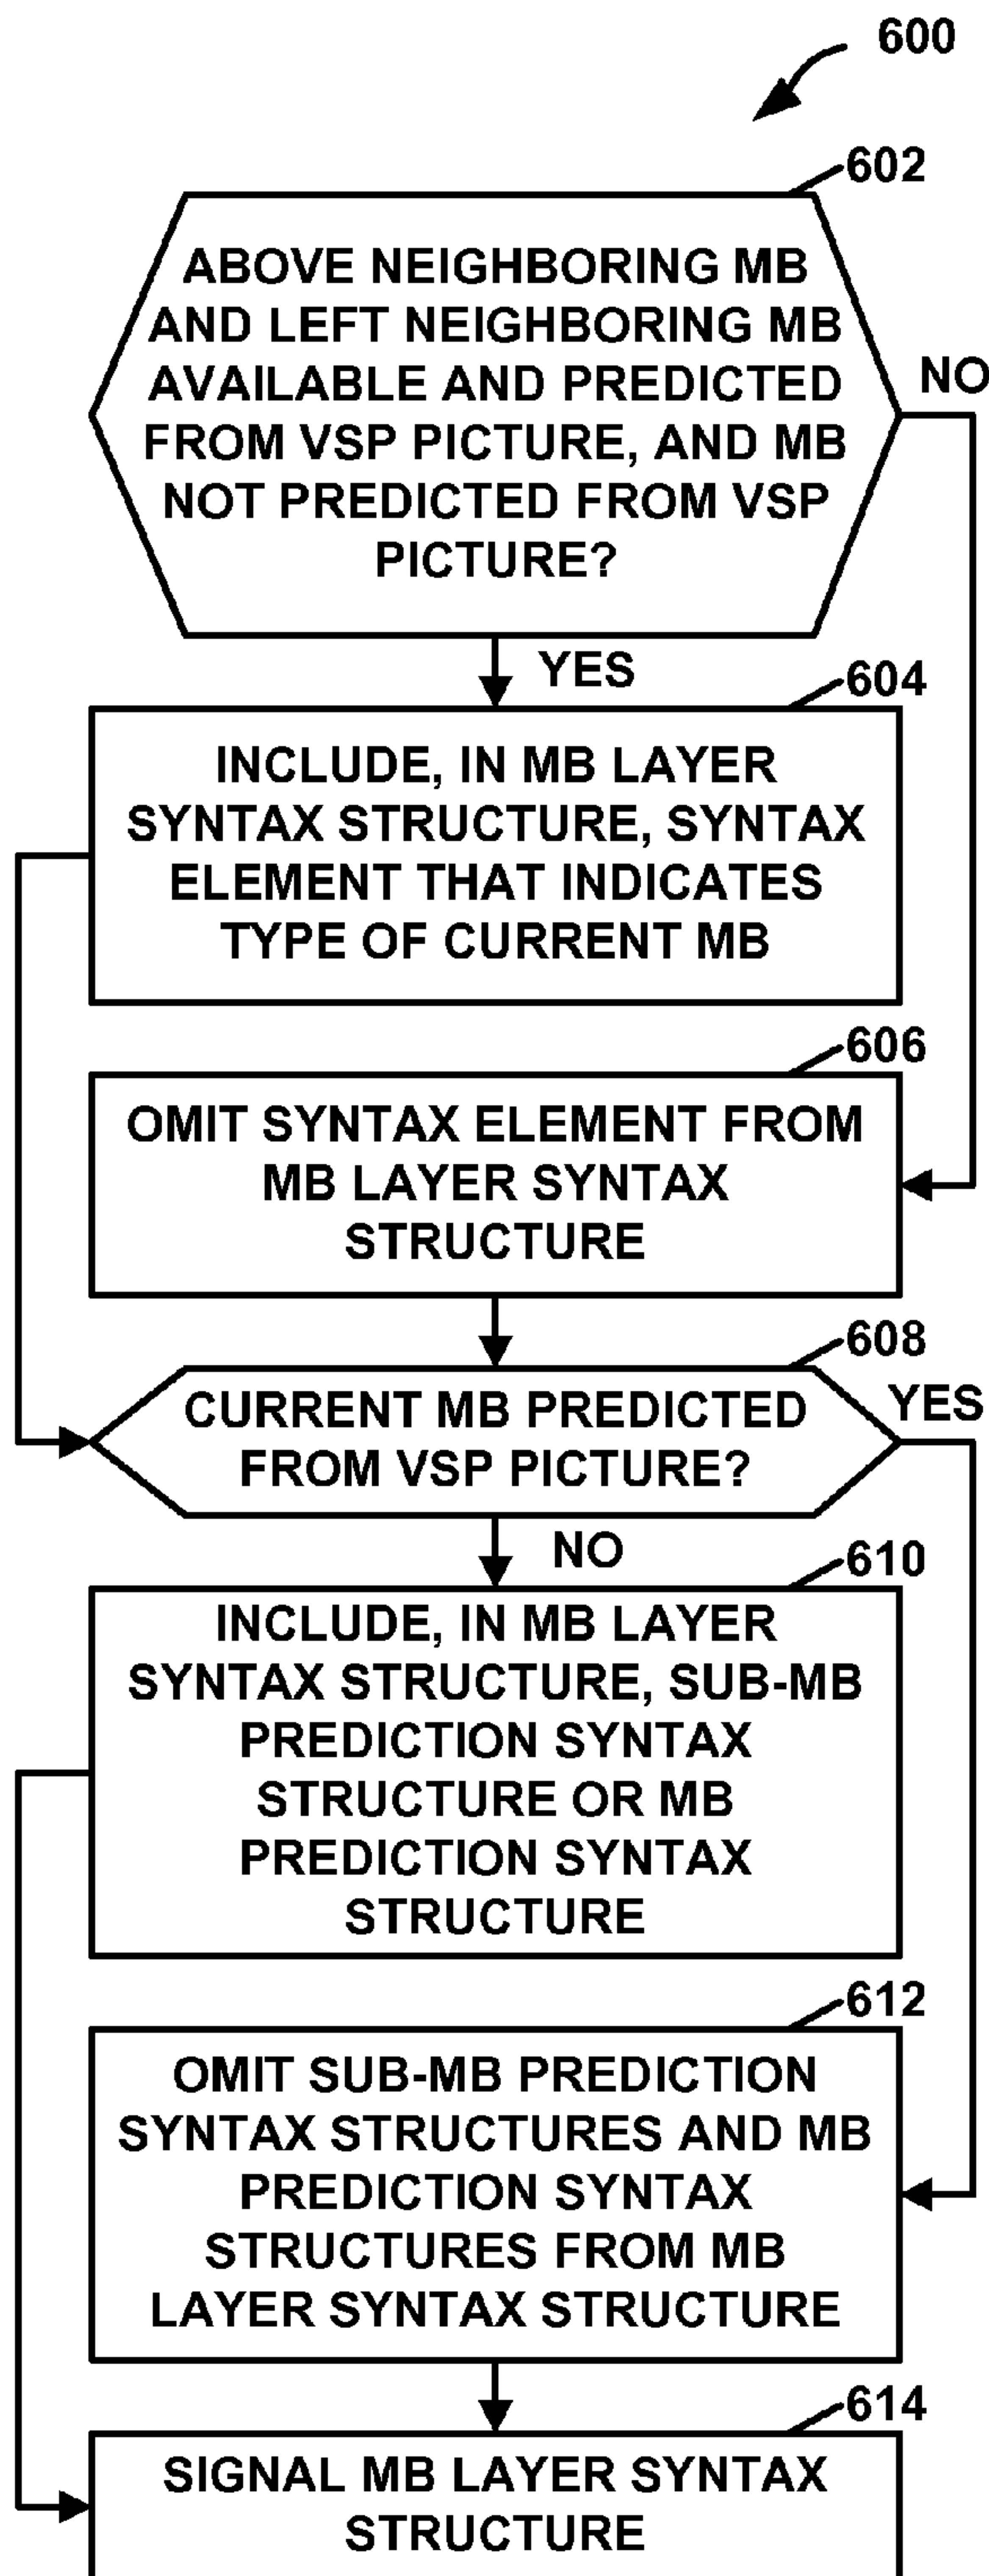 600
602
ABOVE NEIGHBORING MB
AND LEFT NEIGHBORING MB
AVAILABLE AND PREDICTED
FROM VSP PICTURE, AND MB
NOT PREDICTED FROM VSP
PICTURE?
NO
YES
604
INCLUDE, IN MB LAYER
SYNTAX STRUCTURE, SYNTAX
ELEMENT THAT INDICATES
TYPE OF CURRENT MB
606
OMIT SYNTAX ELEMENT FROM
MB LAYER SYNTAX
STRUCTURE
608
CURRENT MB PREDICTED
FROM VSP PICTURE?
YES
NO
610
INCLUDE, IN MB LAYER
SYNTAX STRUCTURE, SUB-MB
PREDICTION SYNTAX
STRUCTURE OR MB
PREDICTION SYNTAX
STRUCTURE
612
OMIT SUB-MB PREDICTION
SYNTAX STRUCTURES AND MB
PREDICTION SYNTAX
STRUCTURES FROM MB
LAYER SYNTAX STRUCTURE
614
SIGNAL MB LAYER SYNTAX
STRUCTURE